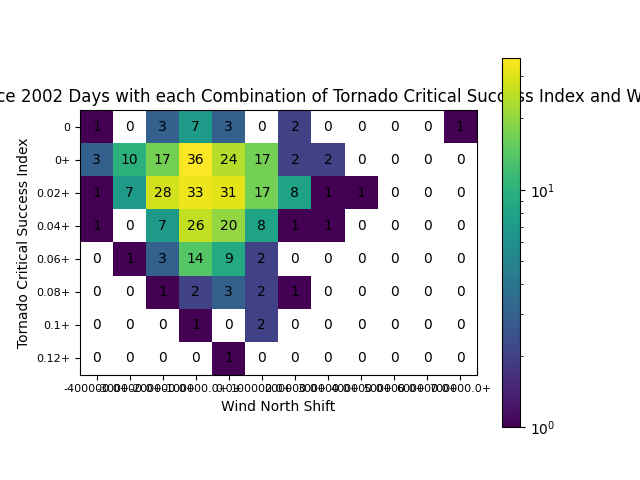 ce 2002 Days with each Combination of Tornado Critical Success Index and W
Tornado Critical Success Index
0 1 0 3 7 3 0 2 0 0 0 0 1
0+ 3 10 17 36 24 17 2 2 0 0 0 0
0.02+ 1 7 28 33 31 17 8 1 1 0 0 0
0.04+ 1 0 7 26 20 8 1 1 0 0 0 0
0.06+ 0 1 3 14 9 2 0 0 0 0 0 0
0.08+ 0 0 1 2 3 2 1 0 0 0 0 0
0.1+ 0 0 0 1 0 2 0 0 0 0 0 0
0.12+ 0 0 0 0 1 0 0 0 0 0 0 0
Wind North Shift
10¹
10⁰